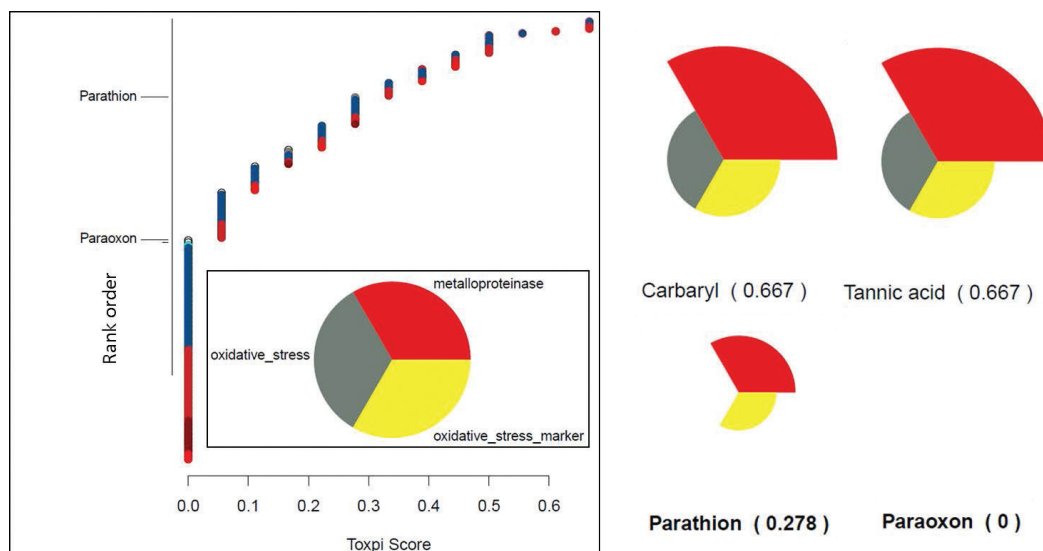 Parathion
Paraoxon
Rank order
metalloproteinase
oxidative_stress
oxidative_stress_marker
0.0 0.1 0.2 0.3 0.4 0.5 0.6
Toxpi Score
Carbaryl ( 0.667 ) Tannic acid ( 0.667 )
Parathion ( 0.278 ) Paraoxon ( 0 )